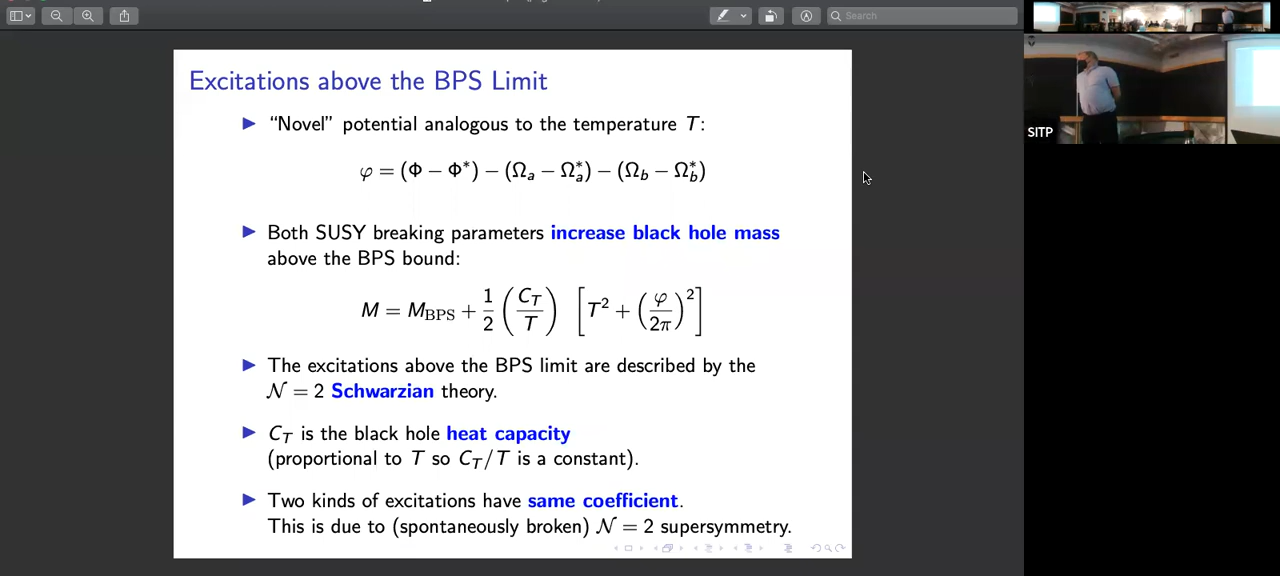 Search
Excitations above the BPS Limit
▶ “Novel” potential analogous to the temperature T:
φ = (Φ − Φ*) − (Ωₐ − Ωₐ*) − (Ω_b − Ω_b*)
▶ Both SUSY breaking parameters increase black hole mass
above the BPS bound:
M = M_BPS + 1/2 (C_T/T) [T² + (φ/2π)²]
▶ The excitations above the BPS limit are described by the
𝒩 = 2 Schwarzian theory.
▶ C_T is the black hole heat capacity
(proportional to T so C_T/T is a constant).
▶ Two kinds of excitations have same coefficient.
This is due to (spontaneously broken) 𝒩 = 2 supersymmetry.
SITP